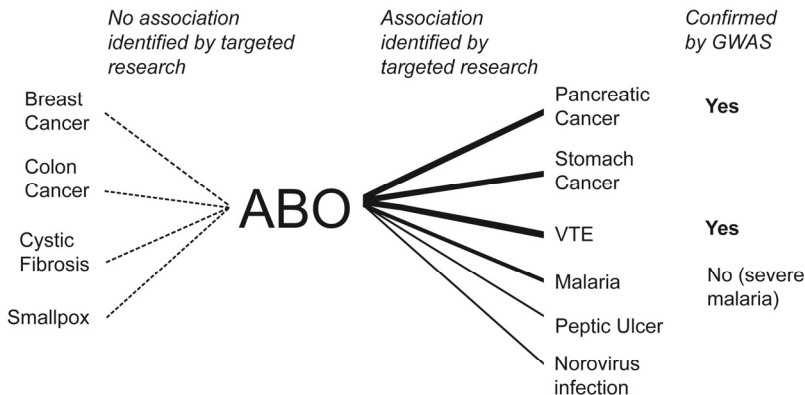 No association
identified by targeted
research
Association
identified by
targeted research
Confirmed
by GWAS
Breast
Cancer
Colon
Cancer
Cystic
Fibrosis
Smallpox
ABO
Pancreatic
Cancer
Yes
Stomach
Cancer
VTE
Yes
Malaria
No (severe
malaria)
Peptic Ulcer
Norovirus
infection